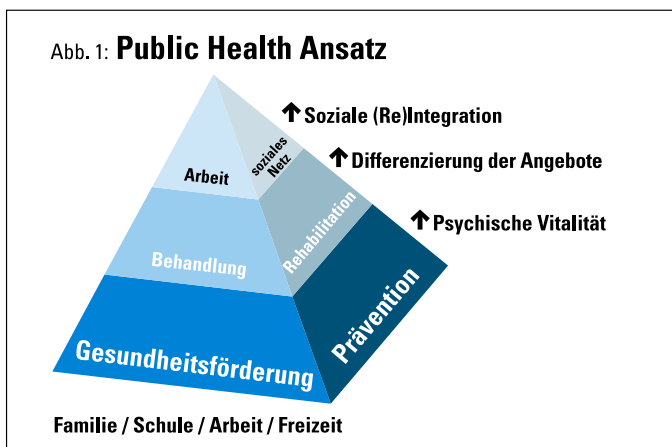 Abb. 1: Public Health Ansatz
↑ Soziale (Re)Integration
soziales
Netz
Arbeit
↑ Differenzierung der Angebote
Rehabilitation
Behandlung
↑ Psychische Vitalität
Prävention
Gesundheitsförderung
Familie / Schule / Arbeit / Freizeit